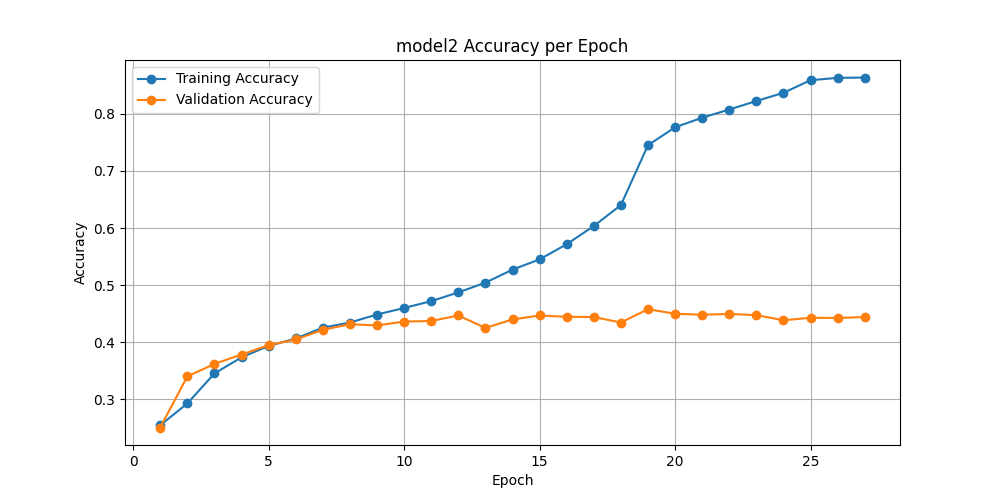 model2 Accuracy per Epoch
Training Accuracy
Validation Accuracy
0.8
0.7
0.6
0.5
0.4
0.3
Accuracy
0 5 10 15 20 25
Epoch